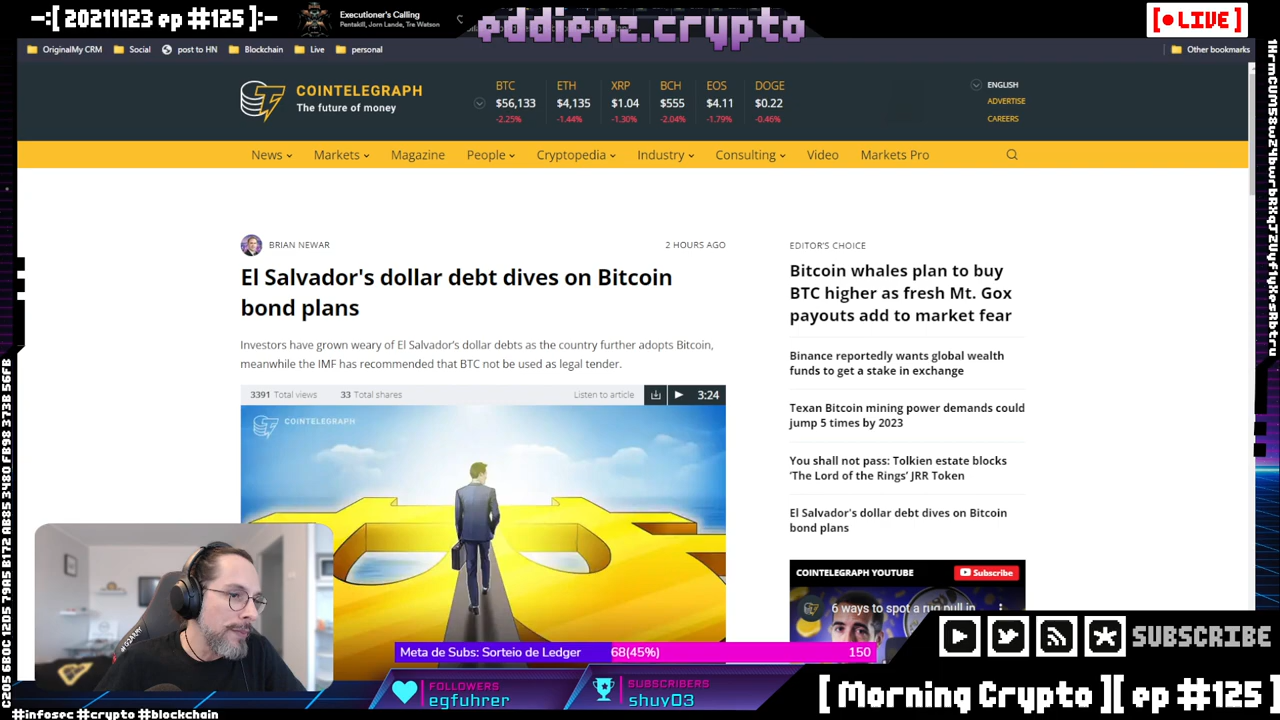 -:[ 20211123 ep #125]:-
Executioner's Calling
Pentakill, Jorn Lande, Tre Watson
eddieoz.crypto
[● LIVE]
OriginalMy CRM
Social
post to HN
Blockchain
Live
personal
Other bookmarks
COINTELEGRAPH
The future of money
BTC
$56,133
-2.25%
ETH
$4,135
-1.44%
XRP
$1.04
-1.30%
BCH
$555
-2.04%
EOS
$4.11
-1.79%
DOGE
$0.22
-0.46%
ENGLISH
ADVERTISE
CAREERS
News
Markets
Magazine
People
Cryptopedia
Industry
Consulting
Video
Markets Pro
BRIAN NEWAR
2 HOURS AGO
El Salvador's dollar debt dives on Bitcoin
bond plans
Investors have grown weary of El Salvador's dollar debts as the country further adopts Bitcoin,
meanwhile the IMF has recommended that BTC not be used as legal tender.
3391 Total views
33 Total shares
Listen to article
3:24
COINTELEGRAPH
EDITOR'S CHOICE
Bitcoin whales plan to buy
BTC higher as fresh Mt. Gox
payouts add to market fear
Binance reportedly wants global wealth
funds to get a stake in exchange
Texan Bitcoin mining power demands could
jump 5 times by 2023
You shall not pass: Tolkien estate blocks
'The Lord of the Rings' JRR Token
El Salvador's dollar debt dives on Bitcoin
bond plans
COINTELEGRAPH YOUTUBE
Subscribe
6 ways to spot a rug pull in
Meta de Subs: Sorteio de Ledger
68(45%)
150
FOLLOWERS
egfuhrer
SUBSCRIBERS
shuy03
SUBSCRIBE
[ Morning Crypto ][ ep #125 ]
#infosec #crypto #blockchain